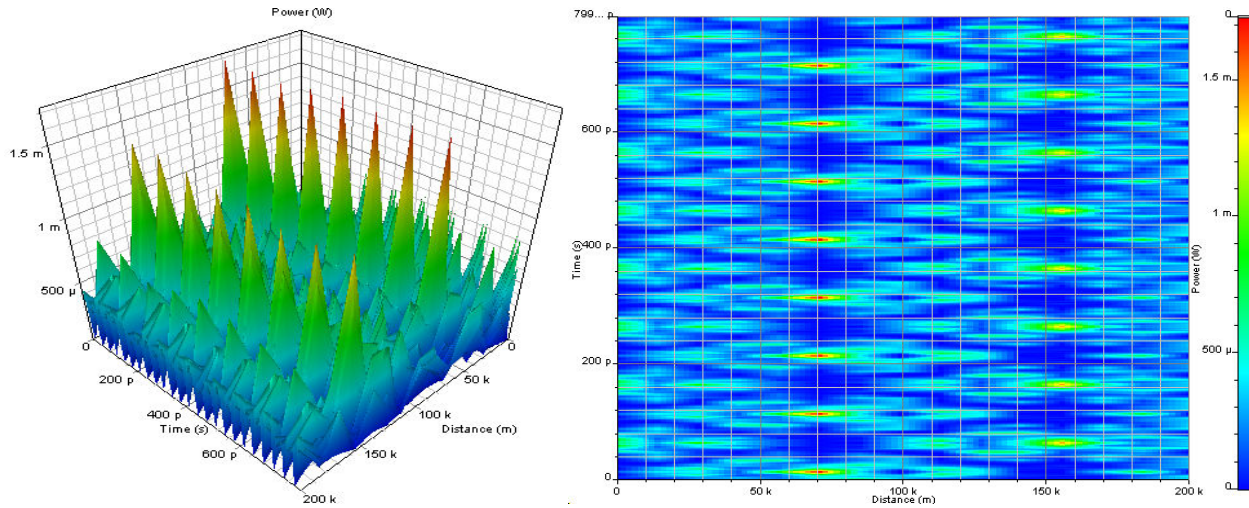 Power (W)
1.5 m
1 m
500 µ
0
200 p
400 p
600 p
Time (s)
200 k
150 k
100 k
50 k
0
Distance (m)
799... p
600 p
400 p
200 p
0
Time (s)
0
50 k
100 k
150 k
200 k
Distance (m)
0
1.5 m
1 m
500 µ
0
Power (W)